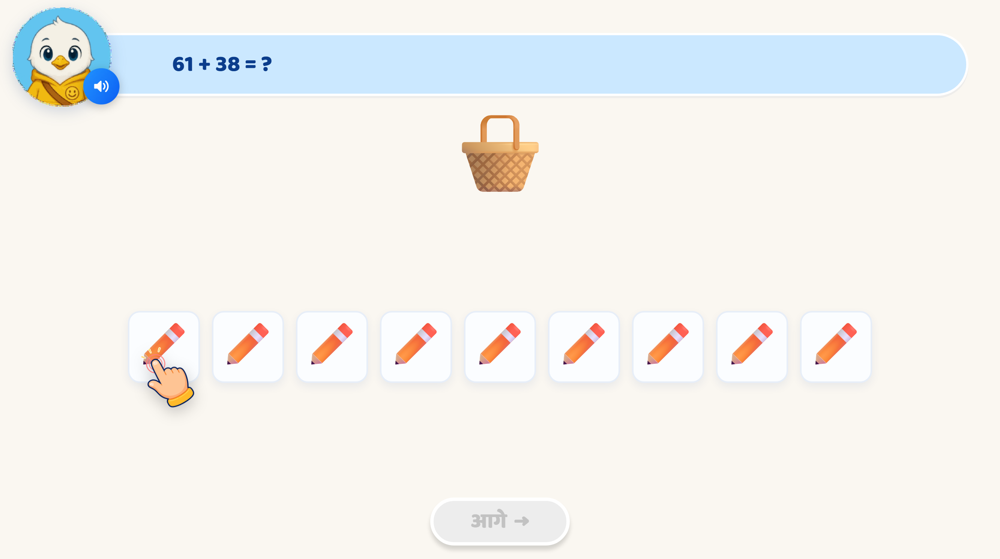 61 + 38 = ?
आगे →